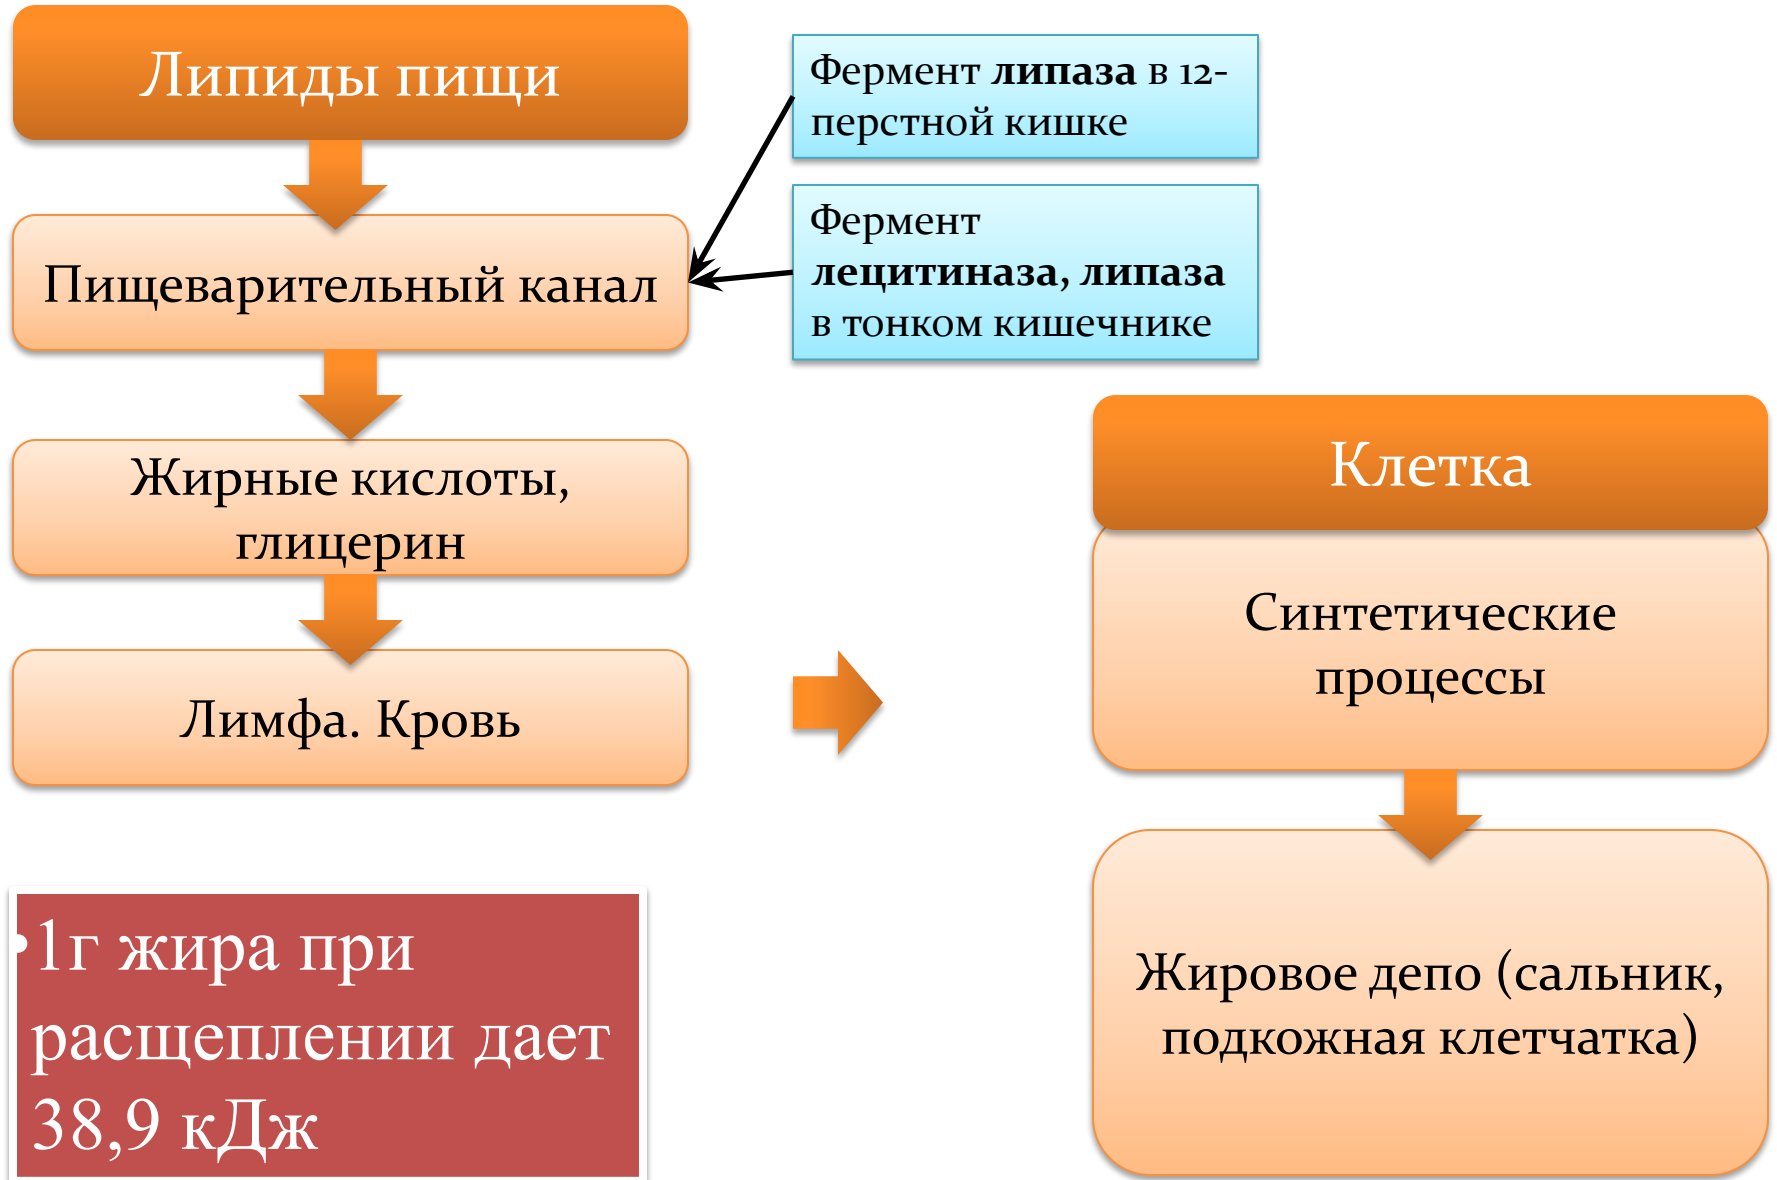 Липиды пищи
Фермент липаза в 12-
перстной кишке
Фермент
лецитиназа, липаза
в тонком кишечнике
Пищеварительный канал
Жирные кислоты,
глицерин
Лимфа. Кровь
Клетка
Синтетические
процессы
Жировое депо (сальник,
подкожная клетчатка)
•1г жира при
расщеплении дает
38,9 кДж